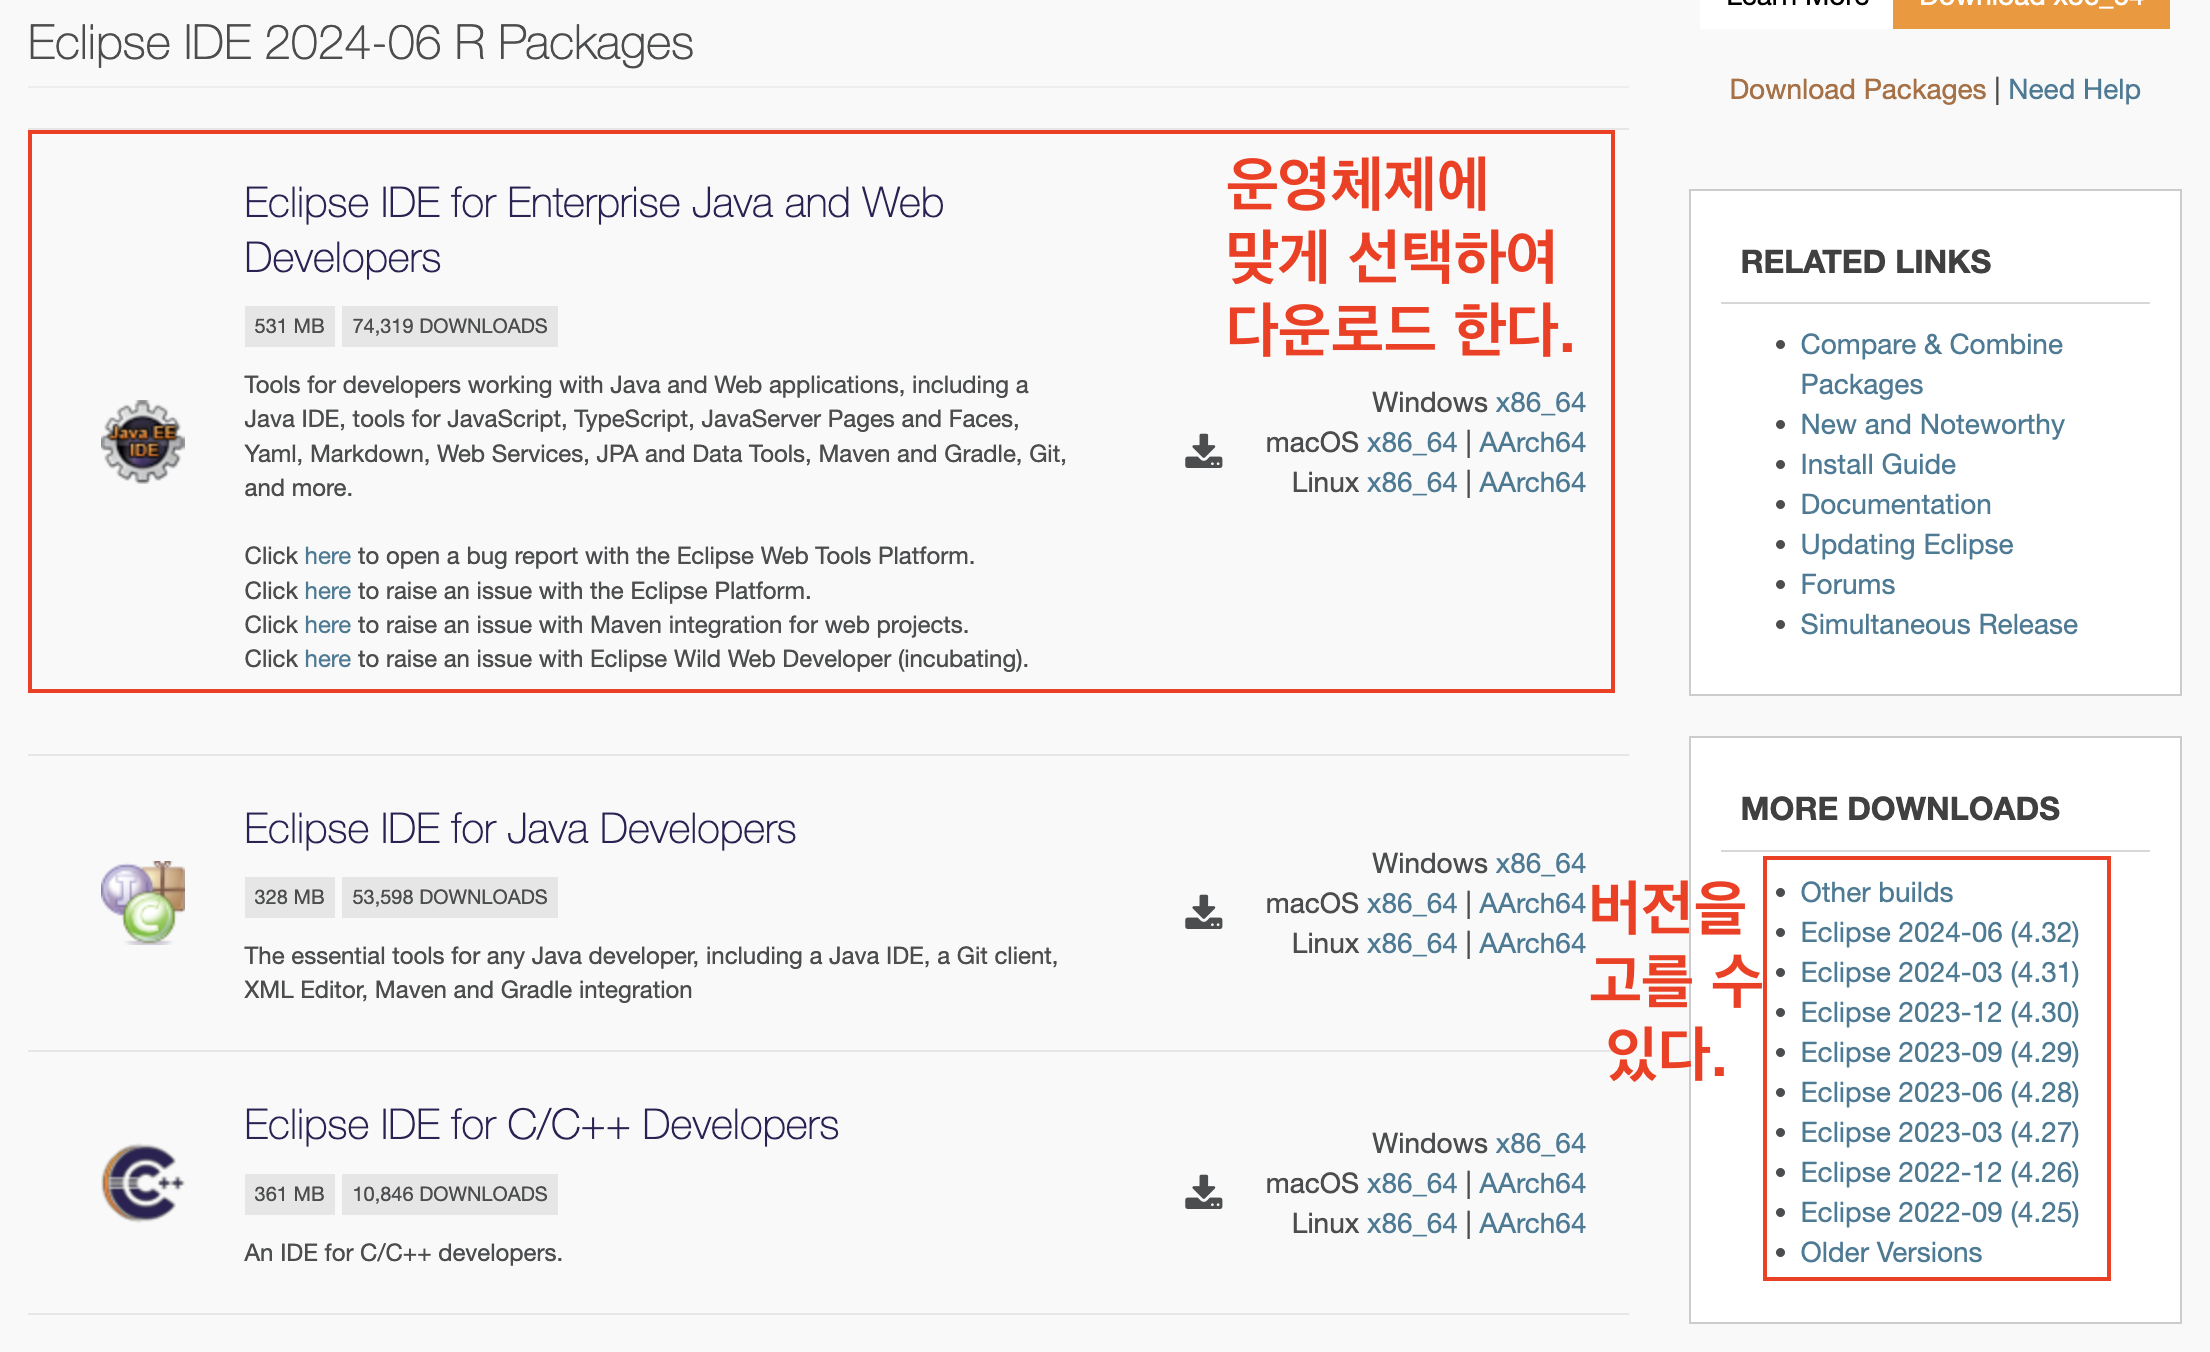 Eclipse IDE 2024-06 R Packages
Eclipse IDE for Enterprise Java and Web
Developers
531 MB
74,319 DOWNLOADS
Tools for developers working with Java and Web applications, including a
Java IDE, tools for JavaScript, TypeScript, JavaServer Pages and Faces,
Yaml, Markdown, Web Services, JPA and Data Tools, Maven and Gradle, Git,
and more.
Click here to open a bug report with the Eclipse Web Tools Platform.
Click here to raise an issue with the Eclipse Platform.
Click here to raise an issue with Maven integration for web projects.
Click here to raise an issue with Eclipse Wild Web Developer (incubating).
Java EE
IDE
운영체제에
맞게 선택하여
다운로드 한다.
Windows x86_64
macOS x86_64 | AArch64
Linux x86_64 | AArch64
Eclipse IDE for Java Developers
328 MB
53,598 DOWNLOADS
The essential tools for any Java developer, including a Java IDE, a Git client,
XML Editor, Maven and Gradle integration
Windows x86_64
macOS x86_64 | AArch64
Linux x86_64 | AArch64
Eclipse IDE for C/C++ Developers
361 MB
10,846 DOWNLOADS
An IDE for C/C++ developers.
C++
Windows x86_64
macOS x86_64 | AArch64
Linux x86_64 | AArch64
Learn More
Download x86_64
Download Packages | Need Help
RELATED LINKS
Compare & Combine
Packages
New and Noteworthy
Install Guide
Documentation
Updating Eclipse
Forums
Simultaneous Release
MORE DOWNLOADS
버전을
고를 수
있다.
Other builds
Eclipse 2024-06 (4.32)
Eclipse 2024-03 (4.31)
Eclipse 2023-12 (4.30)
Eclipse 2023-09 (4.29)
Eclipse 2023-06 (4.28)
Eclipse 2023-03 (4.27)
Eclipse 2022-12 (4.26)
Eclipse 2022-09 (4.25)
Older Versions